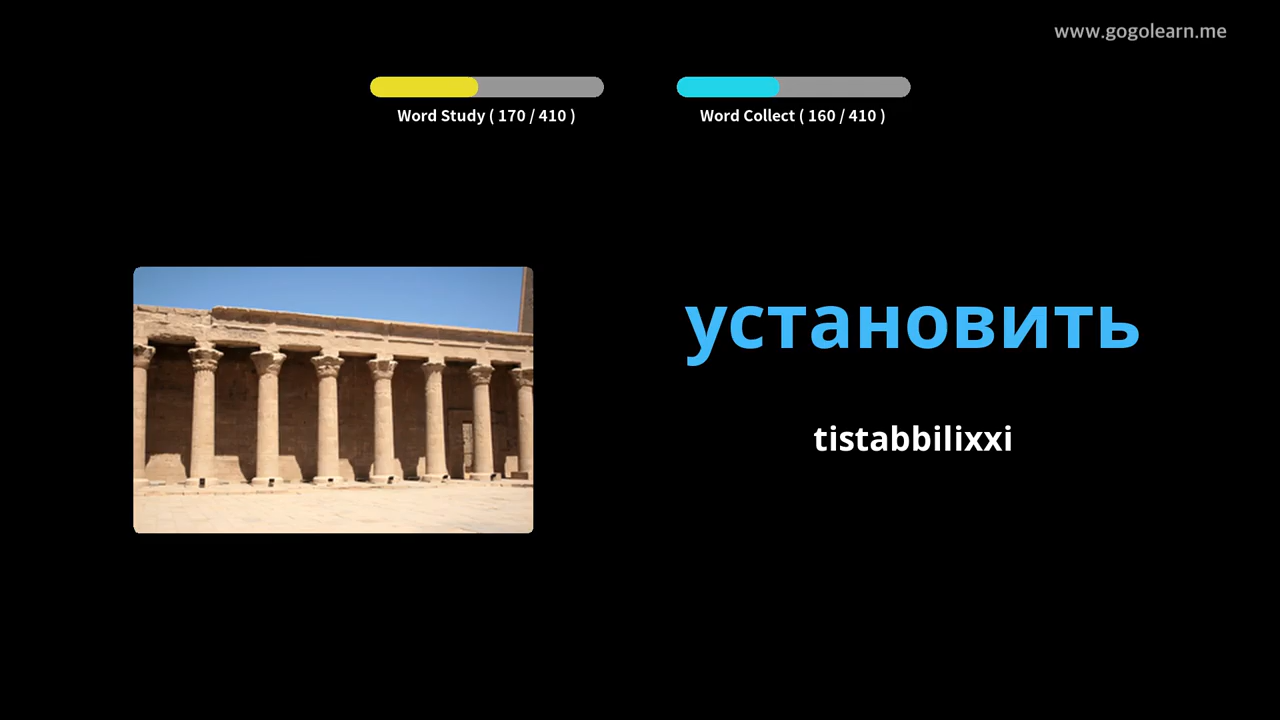 www.gogolearn.me
Word Study ( 170 / 410 )
Word Collect ( 160 / 410 )
установить
tistabbilixxi